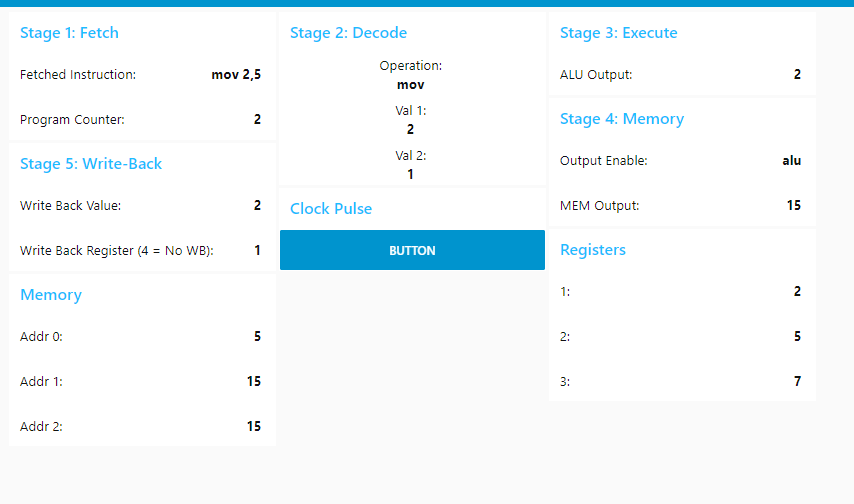 Stage 1: Fetch
Fetched Instruction: mov 2,5
Program Counter: 2
Stage 5: Write-Back
Write Back Value: 2
Write Back Register (4 = No WB): 1
Memory
Addr 0: 5
Addr 1: 15
Addr 2: 15
Stage 2: Decode
Operation:
mov
Val 1:
2
Val 2:
1
Clock Pulse
BUTTON
Stage 3: Execute
ALU Output: 2
Stage 4: Memory
Output Enable: alu
MEM Output: 15
Registers
1: 2
2: 5
3: 7